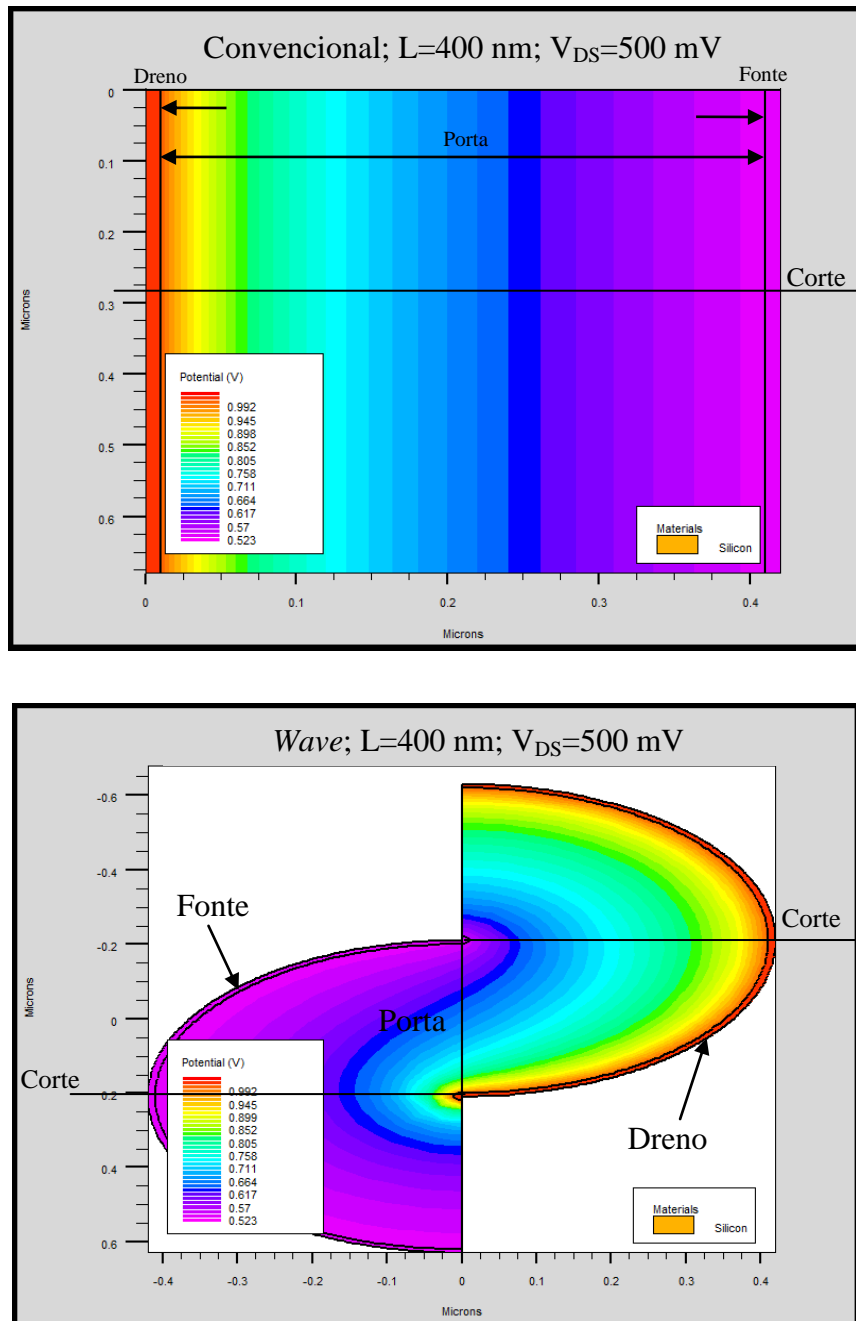 Convencional; L=400 nm; VDS=500 mV
Dreno
Fonte
Porta
Corte
0
0.1
0.2
0.3
0.4
0.5
0.6
Microns
Potential (V)
0.992
0.945
0.898
0.852
0.805
0.758
0.711
0.664
0.617
0.57
0.523
Materials
Silicon
0
0.1
0.2
0.3
0.4
Microns
Wave; L=400 nm; VDS=500 mV
Fonte
Corte
Porta
Corte
Dreno
-0.6
-0.4
-0.2
0
0.2
0.4
0.6
Microns
Potential (V)
0.992
0.945
0.899
0.852
0.805
0.758
0.711
0.664
0.617
0.57
0.523
Materials
Silicon
-0.4
-0.3
-0.2
-0.1
0
0.1
0.2
0.3
0.4
Microns